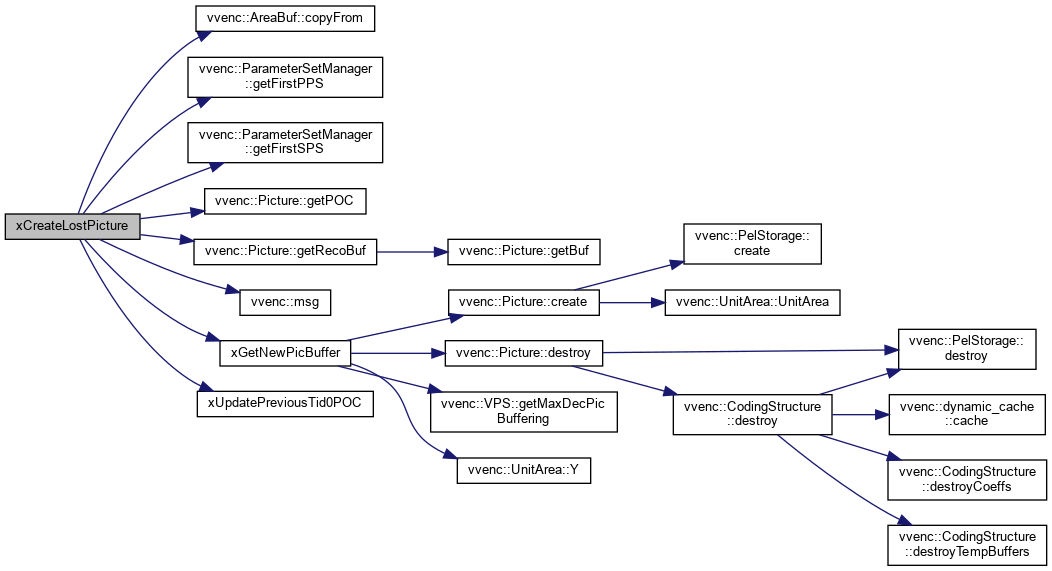 vvenc::AreaBuf::copyFrom
vvenc::ParameterSetManager
::getFirstPPS
vvenc::ParameterSetManager
::getFirstSPS
vvenc::Picture::getPOC
xCreateLostPicture
vvenc::Picture::getRecoBuf
vvenc::Picture::getBuf
vvenc::PelStorage::
create
vvenc::msg
vvenc::Picture::create
vvenc::UnitArea::UnitArea
xGetNewPicBuffer
vvenc::Picture::destroy
vvenc::PelStorage::
destroy
xUpdatePreviousTid0POC
vvenc::VPS::getMaxDecPic
Buffering
vvenc::CodingStructure
::destroy
vvenc::dynamic_cache
::cache
vvenc::UnitArea::Y
vvenc::CodingStructure
::destroyCoeffs
vvenc::CodingStructure
::destroyTempBuffers